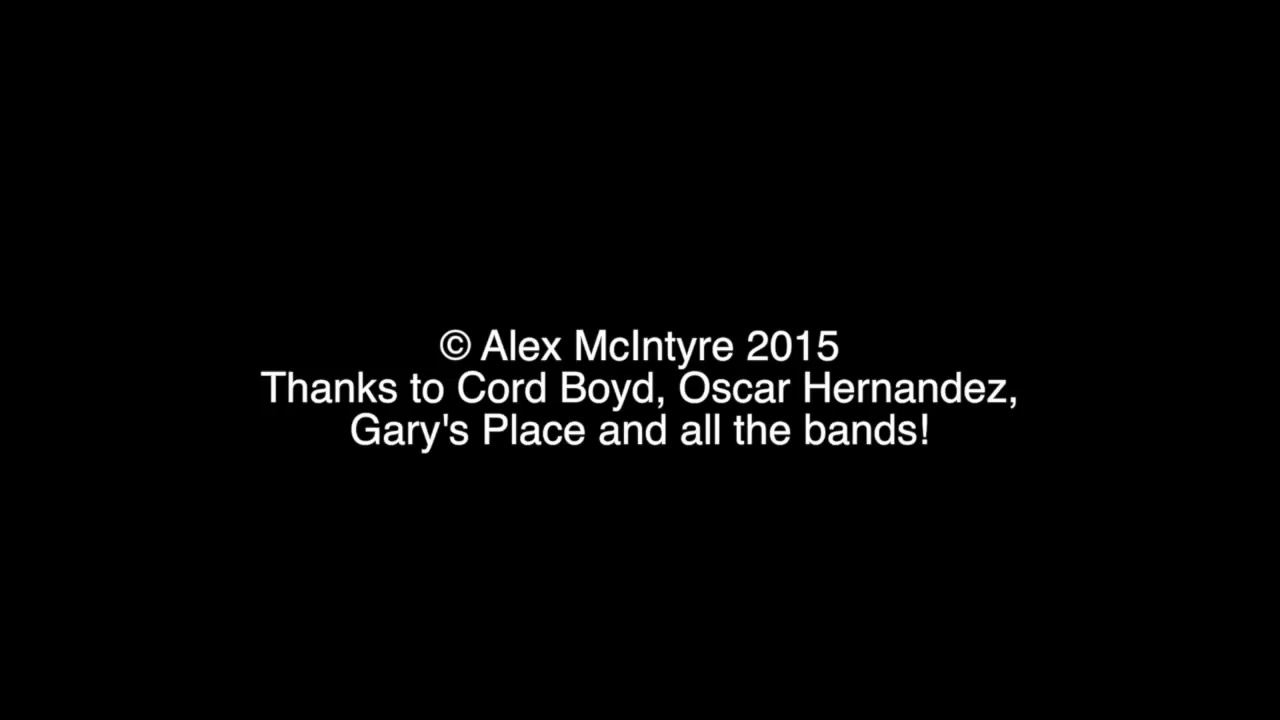 © Alex McIntyre 2015
Thanks to Cord Boyd, Oscar Hernandez,
Gary's Place and all the bands!